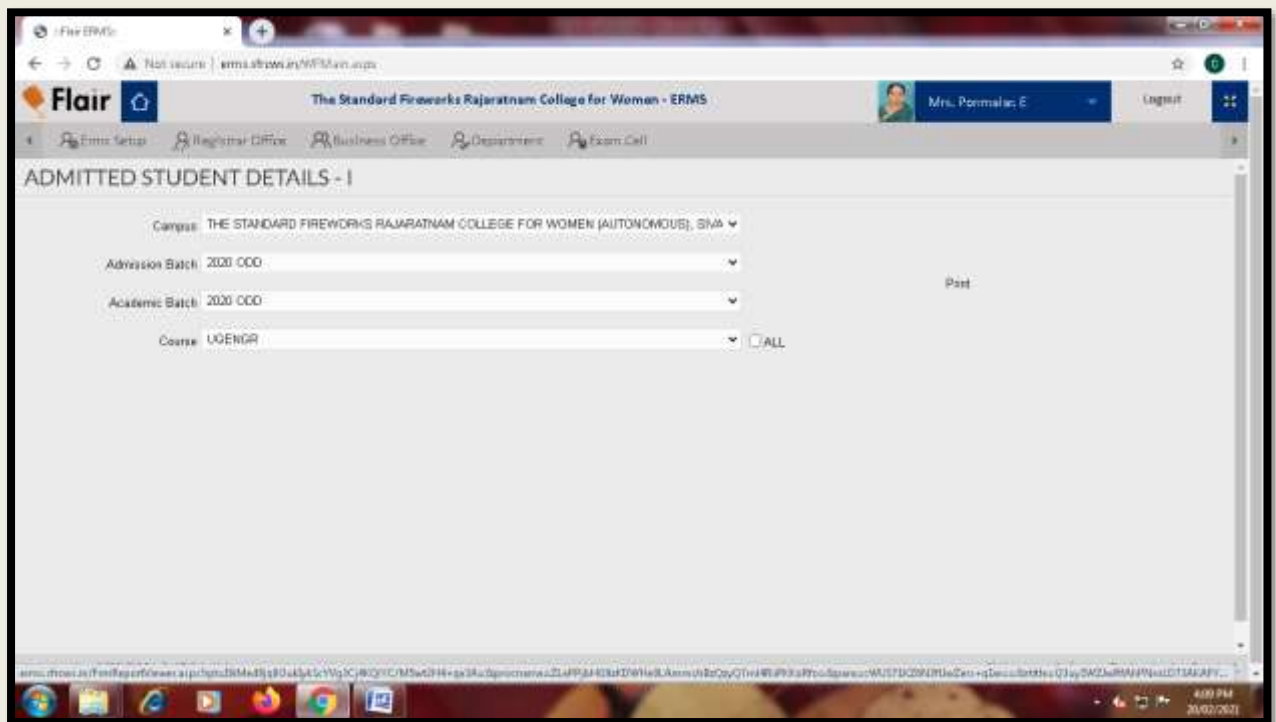 : Flair ERMS:
Not secure | erms.sfrcws.in/WFMain.aspx
Flair
The Standard Fireworks Rajaratnam College for Women - ERMS
Mrs. Ponmalar. E
Logout
Erms Setup Registrar Office Business Office Department Exam Cell
ADMITTED STUDENT DETAILS - I
Campus THE STANDARD FIREWORKS RAJARATNAM COLLEGE FOR WOMEN (AUTONOMOUS), SIVA
Admission Batch 2020 ODD
Print
Academic Batch 2020 ODD
Course UGENGR ALL
4:09 PM
20/02/2021